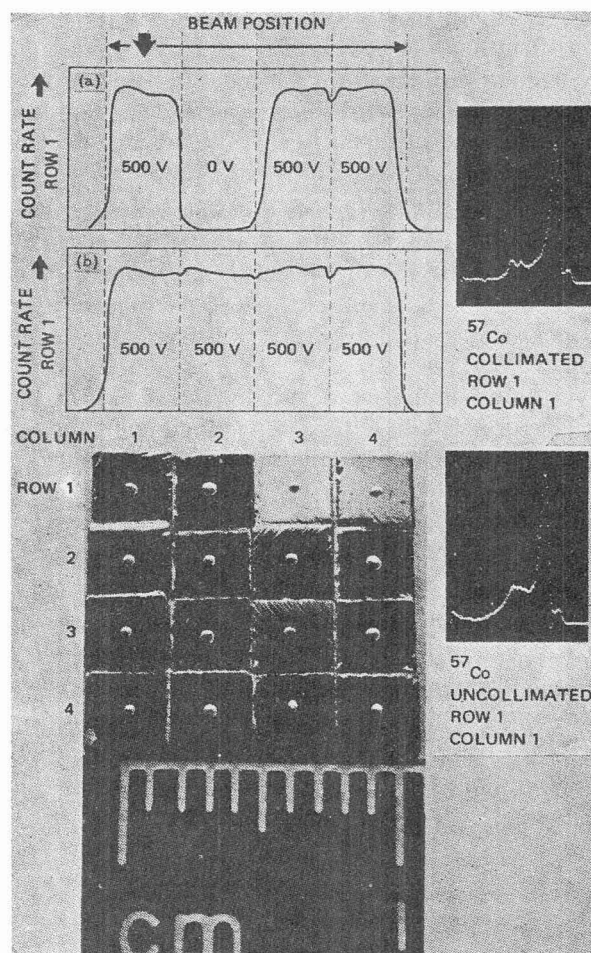 BEAM POSITION
(a)
COUNT RATE
ROW 1
500 V 0 V 500 V 500 V
(b)
COUNT RATE
ROW 1
500 V 500 V 500 V 500 V
57Co
COLLIMATED
ROW 1
COLUMN 1
COLUMN 1 2 3 4
ROW 1
2
3
4
57Co
UNCOLLIMATED
ROW 1
COLUMN 1
cm